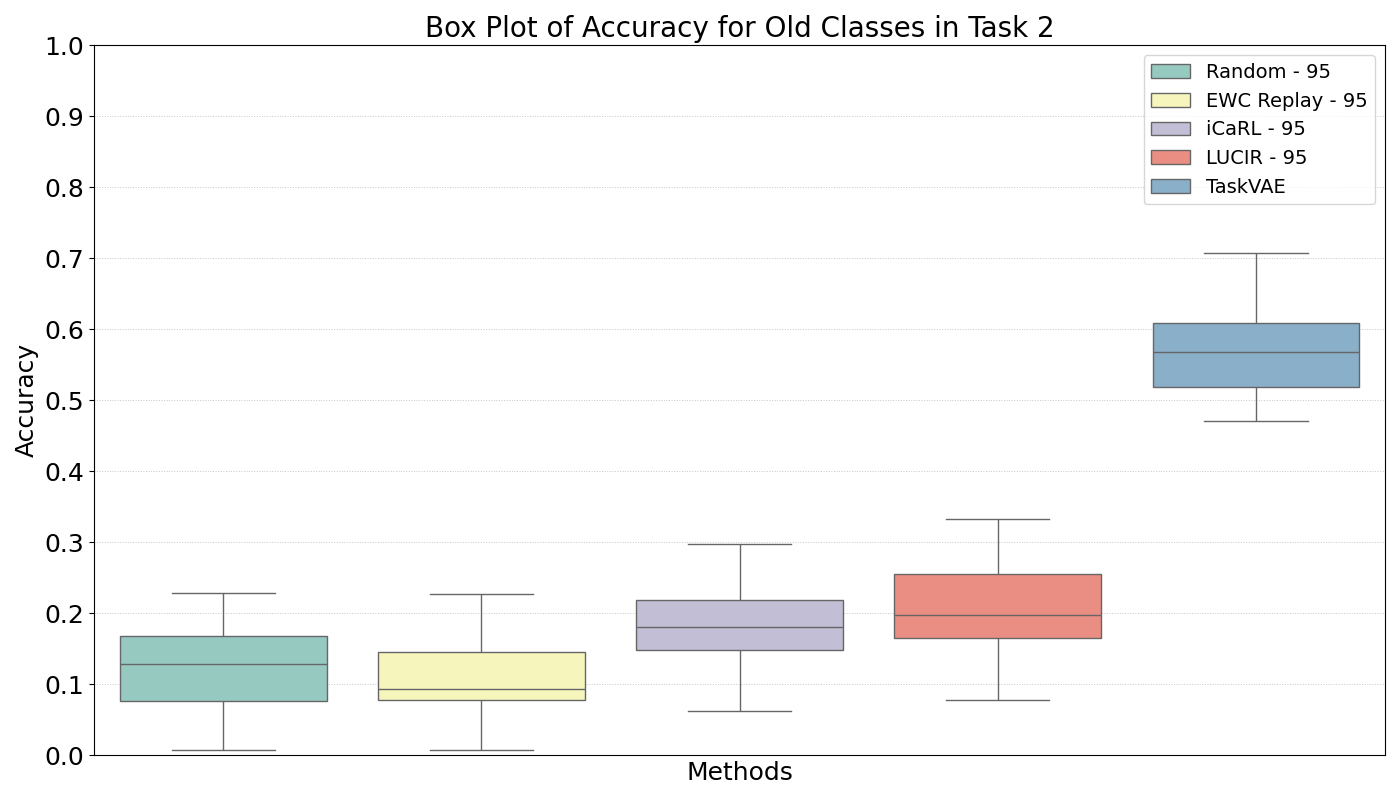 Box Plot of Accuracy for Old Classes in Task 2
1.0
0.9
0.8
0.7
0.6
0.5
0.4
0.3
0.2
0.1
0.0
Accuracy
Methods
Random - 95
EWC Replay - 95
iCaRL - 95
LUCIR - 95
TaskVAE